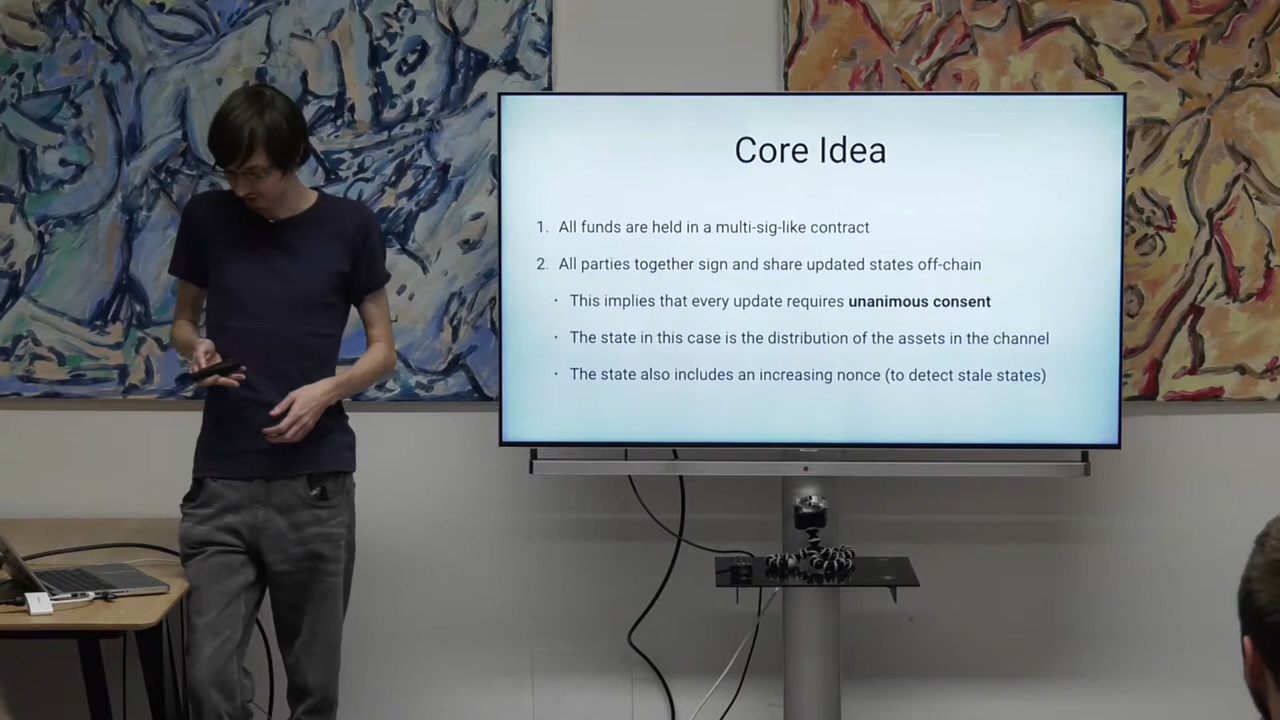 Core Idea
1. All funds are held in a multi-sig-like contract
2. All parties together sign and share updated states off-chain
· This implies that every update requires unanimous consent
· The state in this case is the distribution of the assets in the channel
· The state also includes an increasing nonce (to detect stale states)